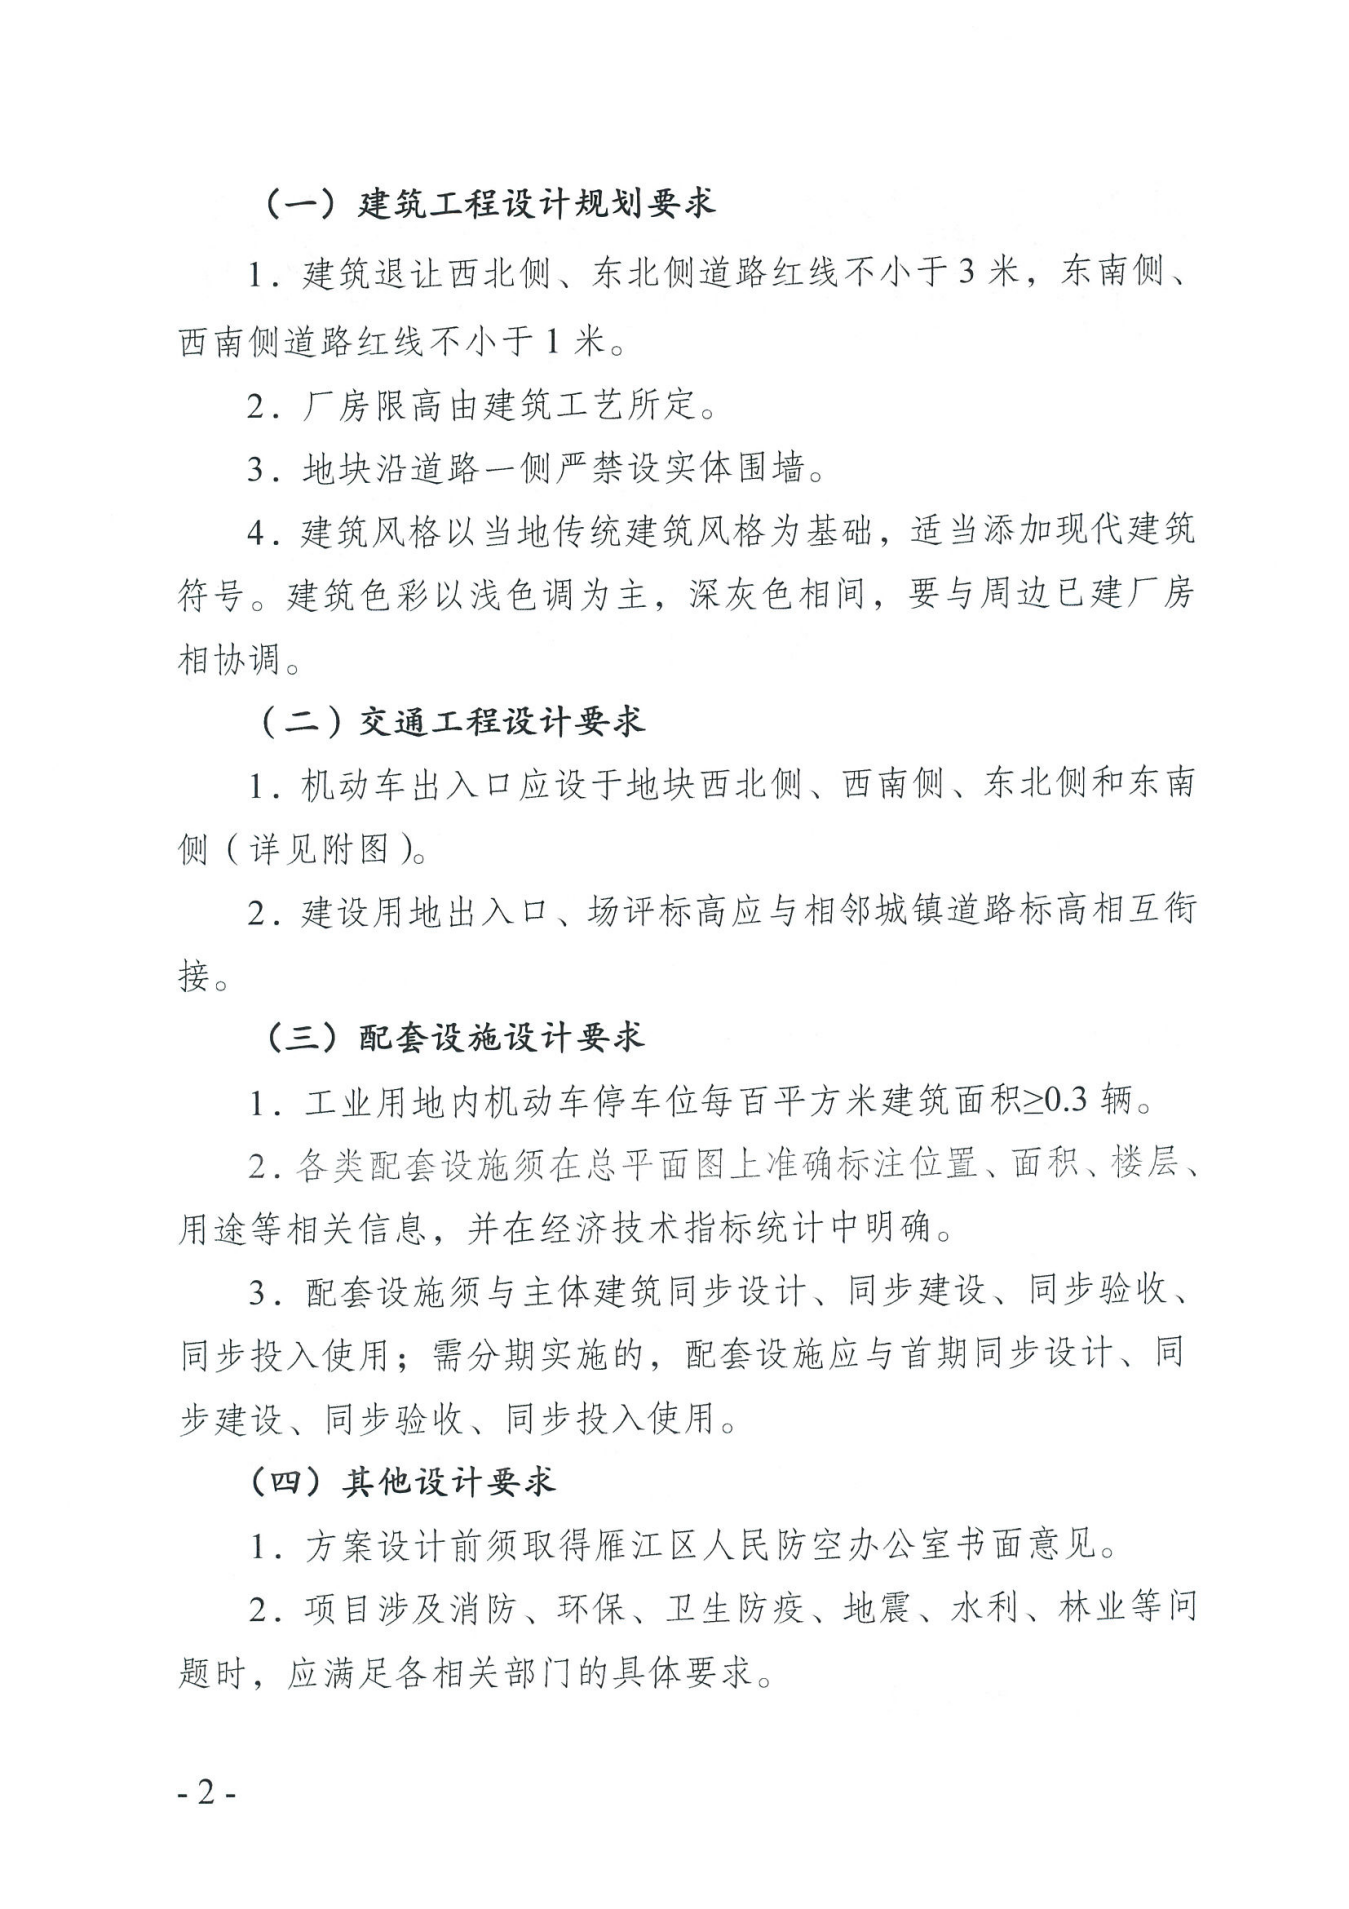 （一）建筑工程设计规划要求
1. 建筑退让西北侧、东北侧道路红线不小于 3 米，东南侧、
西南侧道路红线不小于 1 米。
2. 厂房限高由建筑工艺所定。
3. 地块沿道路一侧严禁设实体围墙。
4. 建筑风格以当地传统建筑风格为基础，适当添加现代建筑
符号。建筑色彩以浅色调为主，深灰色相间，要与周边已建厂房
相协调。
（二）交通工程设计要求
1. 机动车出入口应设于地块西北侧、西南侧、东北侧和东南
侧（详见附图）。
2. 建设用地出入口、场评标高应与相邻城镇道路标高相互衔
接。
（三）配套设施设计要求
1. 工业用地内机动车停车位每百平方米建筑面积≥0.3 辆。
2. 各类配套设施须在总平面图上准确标注位置、面积、楼层、
用途等相关信息，并在经济技术指标统计中明确。
3. 配套设施须与主体建筑同步设计、同步建设、同步验收、
同步投入使用；需分期实施的，配套设施应与首期同步设计、同
步建设、同步验收、同步投入使用。
（四）其他设计要求
1. 方案设计前须取得雁江区人民防空办公室书面意见。
2. 项目涉及消防、环保、卫生防疫、地震、水利、林业等问
题时，应满足各相关部门的具体要求。
- 2 -